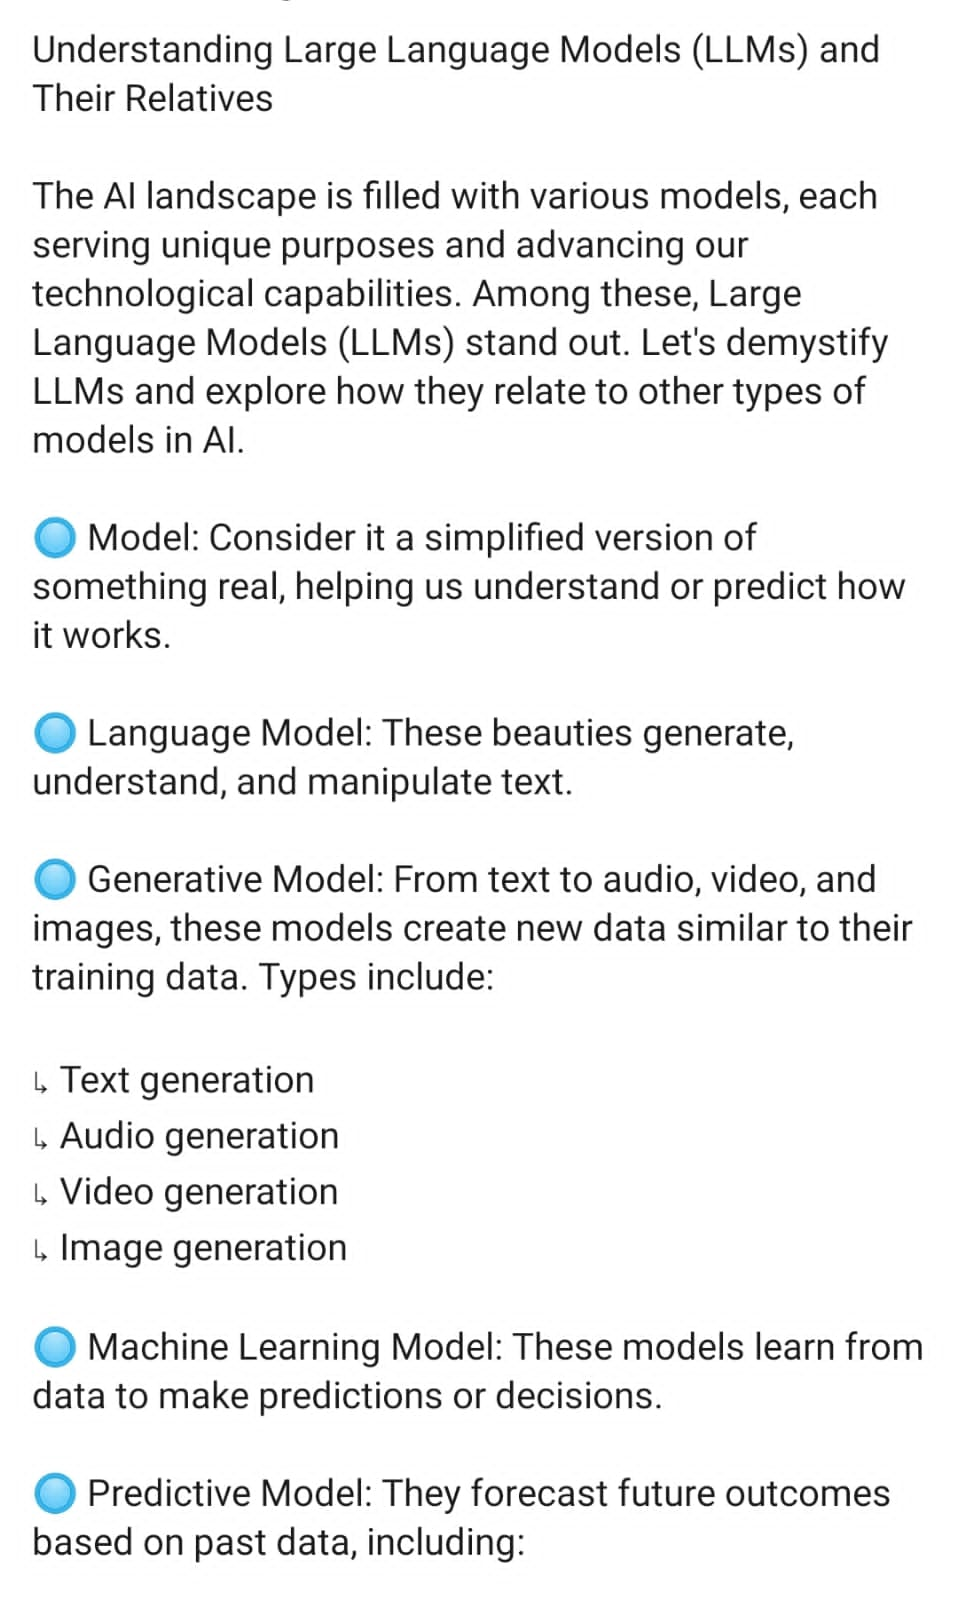 Understanding Large Language Models (LLMs) and
Their Relatives
The AI landscape is filled with various models, each
serving unique purposes and advancing our
technological capabilities. Among these, Large
Language Models (LLMs) stand out. Let's demystify
LLMs and explore how they relate to other types of
models in AI.
🔵 Model: Consider it a simplified version of
something real, helping us understand or predict how
it works.
🔵 Language Model: These beauties generate,
understand, and manipulate text.
🔵 Generative Model: From text to audio, video, and
images, these models create new data similar to their
training data. Types include:
↳ Text generation
↳ Audio generation
↳ Video generation
↳ Image generation
🔵 Machine Learning Model: These models learn from
data to make predictions or decisions.
🔵 Predictive Model: They forecast future outcomes
based on past data, including: